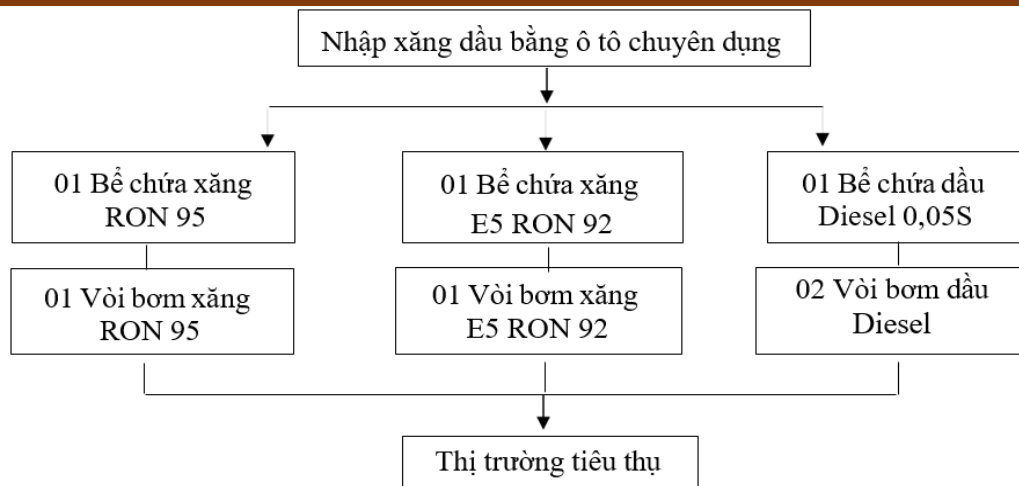 Nhập xăng dầu bằng ô tô chuyên dụng
01 Bể chứa xăng
RON 95
01 Bể chứa xăng
E5 RON 92
01 Bể chứa dầu
Diesel 0,05S
01 Vòi bơm xăng
RON 95
01 Vòi bơm xăng
E5 RON 92
02 Vòi bơm dầu
Diesel
Thị trường tiêu thụ